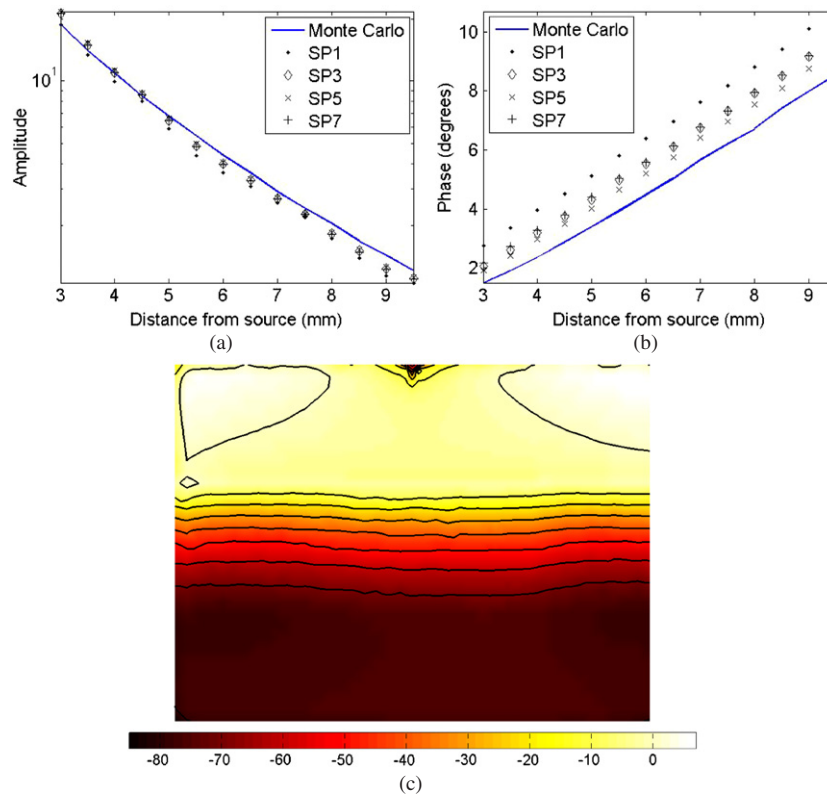 Monte Carlo
SP1
SP3
SP5
SP7
10^1
Amplitude
3 4 5 6 7 8 9
Distance from source (mm)
(a)
Monte Carlo
SP1
SP3
SP5
SP7
10
8
6
4
2
Phase (degrees)
3 4 5 6 7 8 9
Distance from source (mm)
(b)
-80 -70 -60 -50 -40 -30 -20 -10 0
(c)